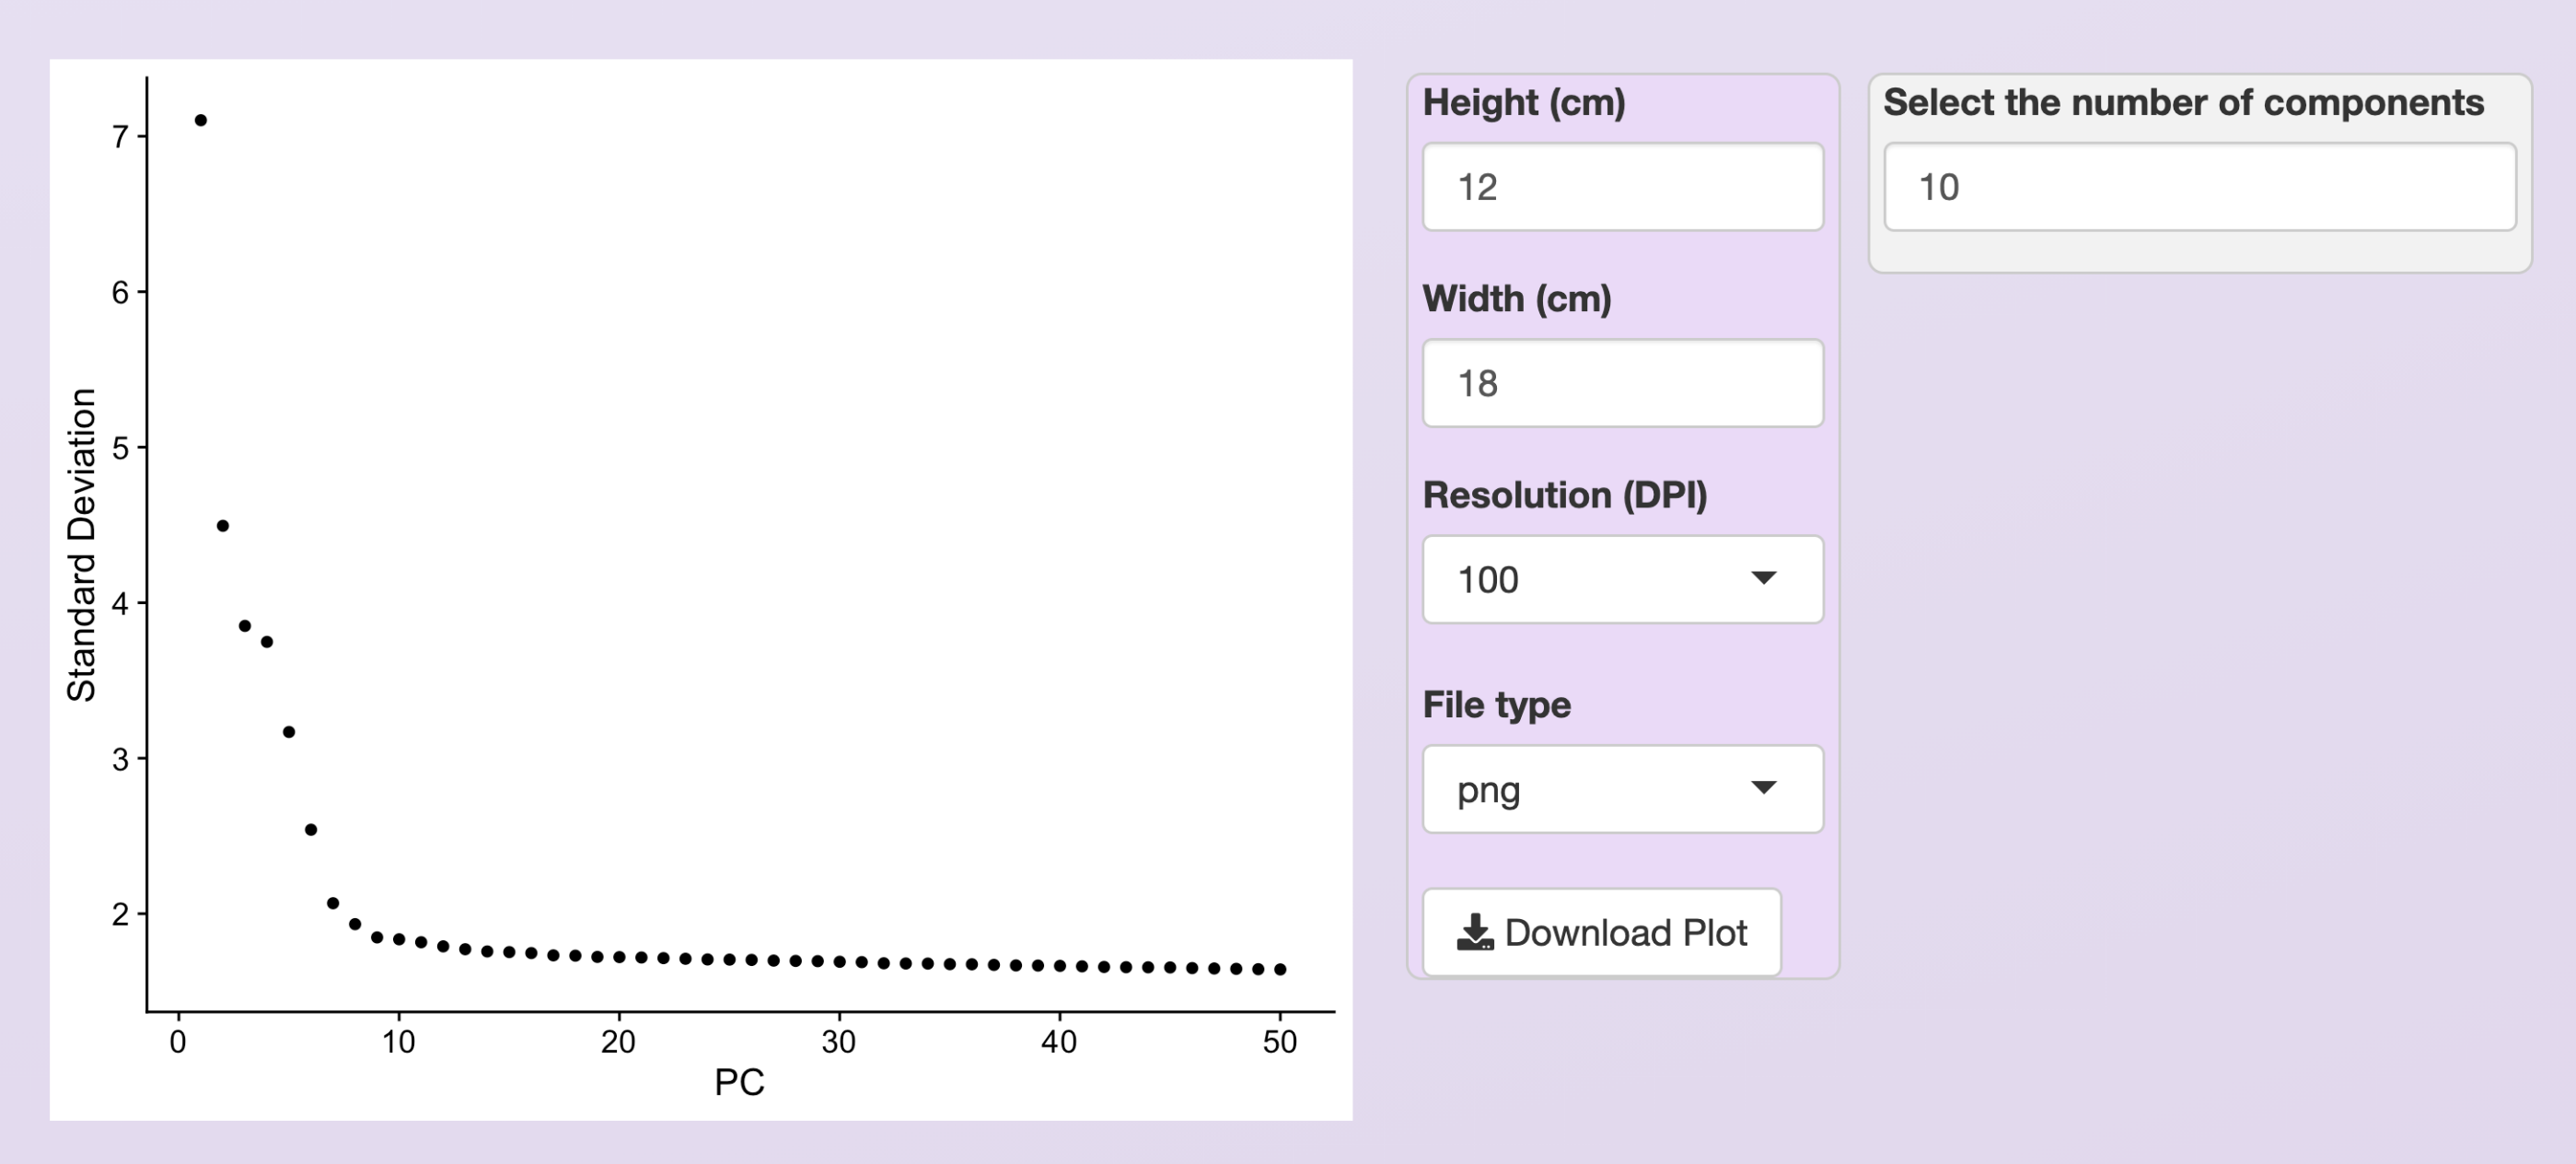 7
6
5
4
3
2
Standard Deviation
0 10 20 30 40 50
PC
Height (cm)
12
Width (cm)
18
Resolution (DPI)
100
File type
png
Download Plot
Select the number of components
10